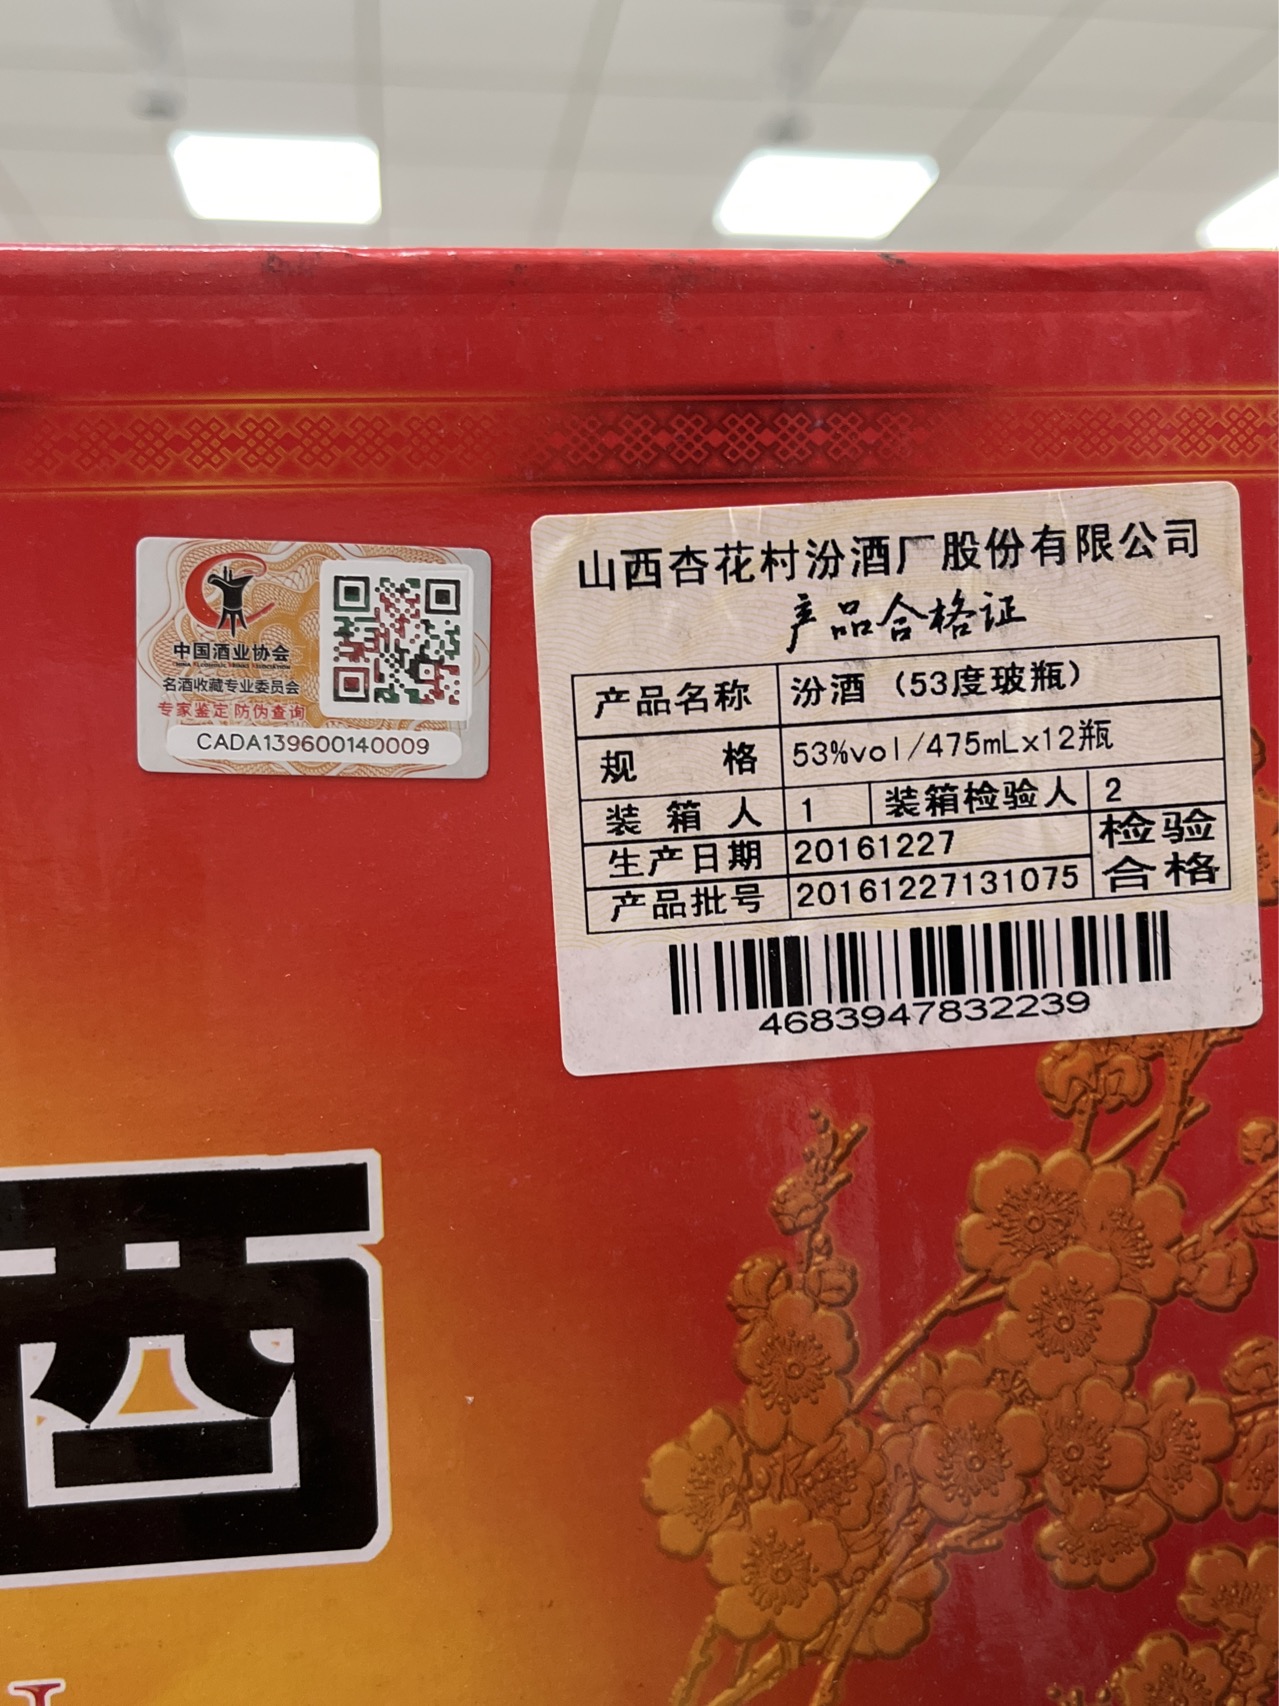 中国酒业协会
CHINA ALCOHOLIC DRINKS ASSOCIATION
名酒收藏专业委员会
专家鉴定 防伪查询
CADA139600140009
山西杏花村汾酒厂股份有限公司
产品合格证
产品名称 汾酒（53度玻瓶）
规格 53%vol/475mLx12瓶
装箱人 1 装箱检验人 2
生产日期 20161227 检验
产品批号 20161227131075 合格
4683947832239